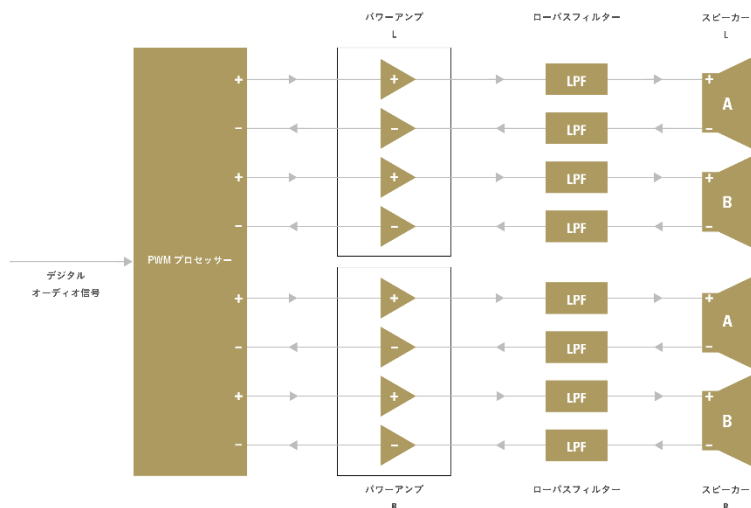 パワーアンプ
L
ローパスフィルター
スピーカー
L
+
+
LPF
+
A
−
−
LPF
−
+
+
LPF
+
B
−
−
LPF
−
PWM プロセッサー
デジタル
オーディオ信号
+
+
LPF
+
A
−
−
LPF
−
+
+
LPF
+
B
−
−
LPF
−
パワーアンプ
R
ローパスフィルター
スピーカー
R